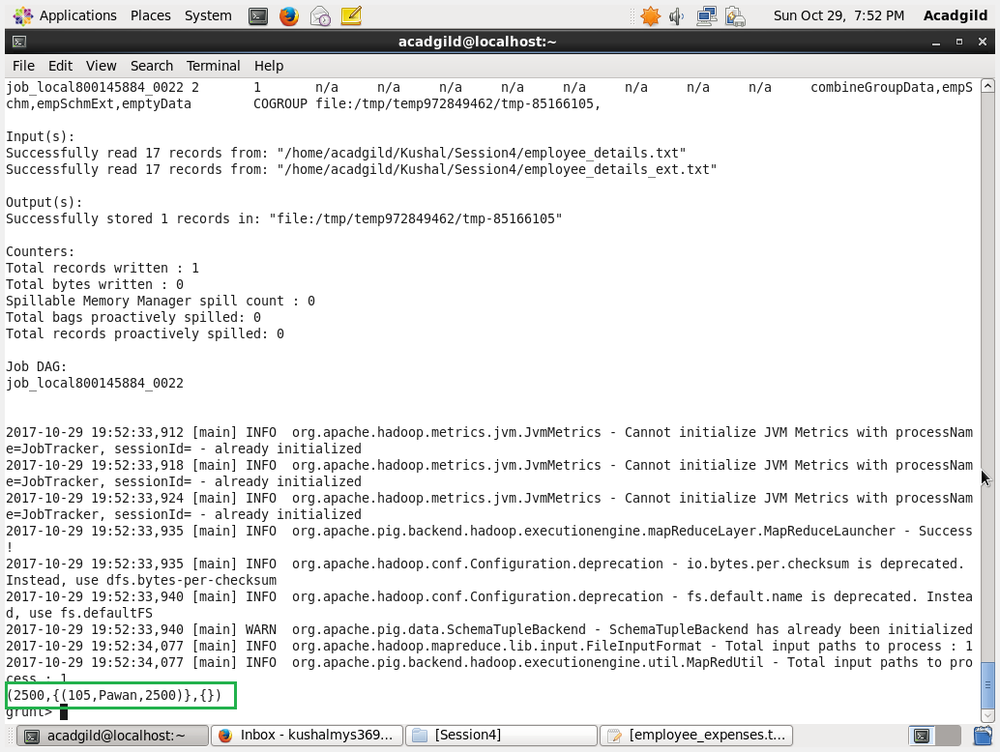 Applications Places System Sun Oct 29, 7:52 PM Acadgild
acadgild@localhost:~
File Edit View Search Terminal Help
job_local800145884_0022 2 1 n/a n/a n/a n/a n/a n/a n/a n/a combineGroupData,empS
chm,empSchmExt,emptyData COGROUP file:/tmp/temp972849462/tmp-85166105,
Input(s):
Successfully read 17 records from: "/home/acadgild/Kushal/Session4/employee_details.txt"
Successfully read 17 records from: "/home/acadgild/Kushal/Session4/employee_details_ext.txt"
Output(s):
Successfully stored 1 records in: "file:/tmp/temp972849462/tmp-85166105"
Counters:
Total records written : 1
Total bytes written : 0
Spillable Memory Manager spill count : 0
Total bags proactively spilled: 0
Total records proactively spilled: 0
Job DAG:
job_local800145884_0022
2017-10-29 19:52:33,912 [main] INFO org.apache.hadoop.metrics.jvm.JvmMetrics - Cannot initialize JVM Metrics with processNam
e=JobTracker, sessionId= - already initialized
2017-10-29 19:52:33,918 [main] INFO org.apache.hadoop.metrics.jvm.JvmMetrics - Cannot initialize JVM Metrics with processNam
e=JobTracker, sessionId= - already initialized
2017-10-29 19:52:33,924 [main] INFO org.apache.hadoop.metrics.jvm.JvmMetrics - Cannot initialize JVM Metrics with processNam
e=JobTracker, sessionId= - already initialized
2017-10-29 19:52:33,935 [main] INFO org.apache.pig.backend.hadoop.executionengine.mapReduceLayer.MapReduceLauncher - Success
!
2017-10-29 19:52:33,935 [main] INFO org.apache.hadoop.conf.Configuration.deprecation - io.bytes.per.checksum is deprecated.
Instead, use dfs.bytes-per-checksum
2017-10-29 19:52:33,940 [main] INFO org.apache.hadoop.conf.Configuration.deprecation - fs.default.name is deprecated. Instea
d, use fs.defaultFS
2017-10-29 19:52:33,940 [main] WARN org.apache.pig.data.SchemaTupleBackend - SchemaTupleBackend has already been initialized
2017-10-29 19:52:34,077 [main] INFO org.apache.hadoop.mapreduce.lib.input.FileInputFormat - Total input paths to process : 1
2017-10-29 19:52:34,077 [main] INFO org.apache.pig.backend.hadoop.executionengine.util.MapRedUtil - Total input paths to pro
cess : 1
(2500,{(105,Pawan,2500)},{})
grunt>
acadgild@localhost:~ Inbox - kushalmys369... [Session4] [employee_expenses.t...